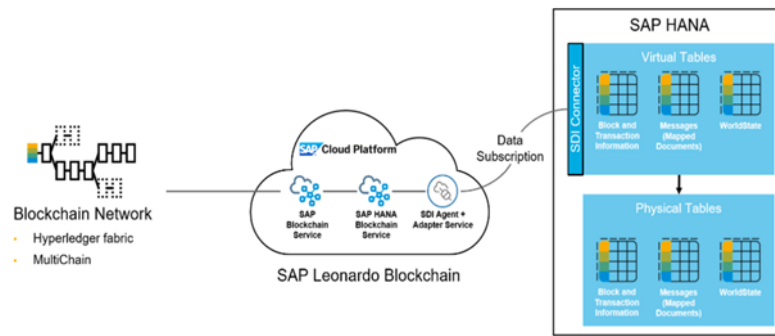 SAP HANA
SDI Connector
Virtual Tables
Block and
Transaction
Information
Messages
(Mapped
Documents)
WorldState
Physical Tables
Block and
Transaction
Information
Messages
(Mapped
Documents)
WorldState
Data
Subscription
SAP Cloud Platform
SAP
Blockchain
Service
SAP HANA
Blockchain
Service
SDI Agent +
Adapter Service
SAP Leonardo Blockchain
Blockchain Network
• Hyperledger fabric
• MultiChain